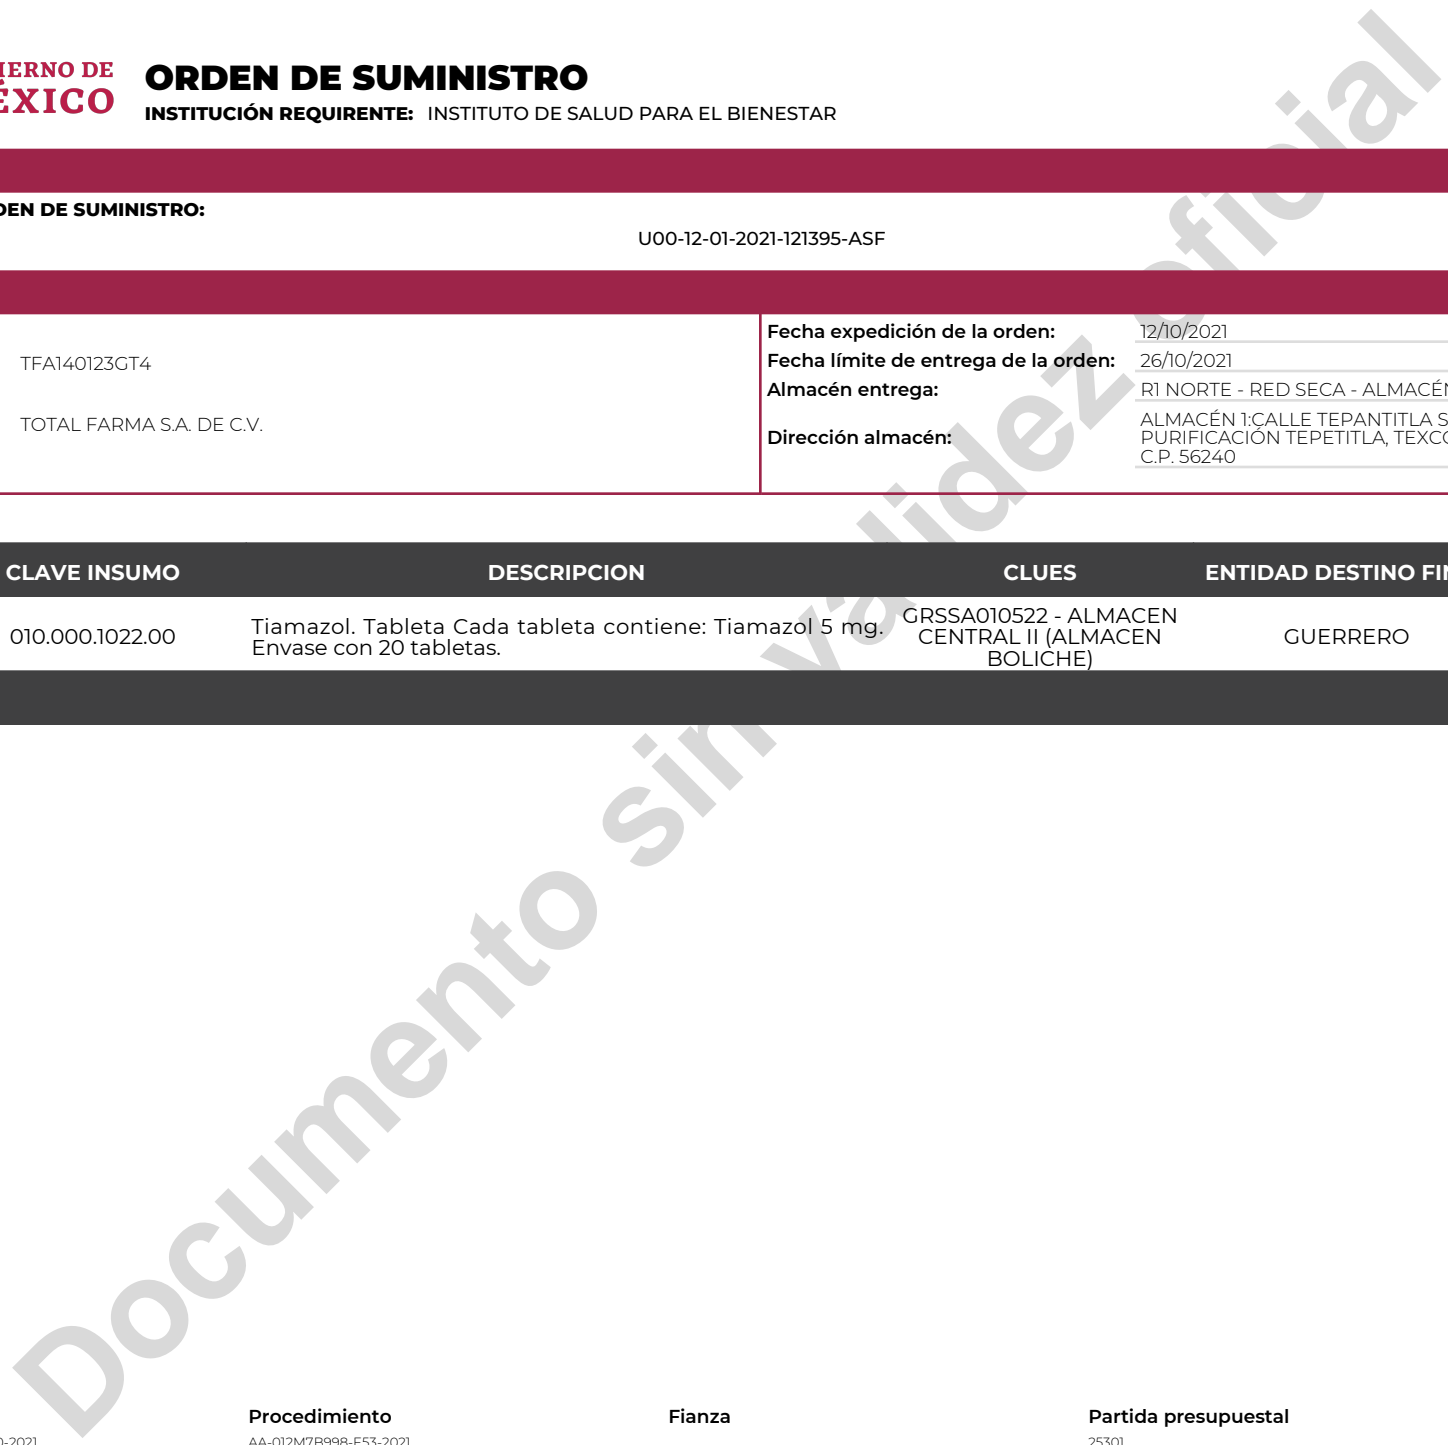 IERNO DE
ÉXICO
ORDEN DE SUMINISTRO
INSTITUCIÓN REQUIRENTE: INSTITUTO DE SALUD PARA EL BIENESTAR
DEN DE SUMINISTRO:
U00-12-01-2021-121395-ASF
TFA140123GT4
TOTAL FARMA S.A. DE C.V.
Fecha expedición de la orden: 12/10/2021
Fecha límite de entrega de la orden: 26/10/2021
Almacén entrega: R1 NORTE - RED SECA - ALMACÉN
Dirección almacén: ALMACÉN 1:CALLE TEPANTITLA S
PURIFICACIÓN TEPETITLA, TEXCO
C.P. 56240
CLAVE INSUMO DESCRIPCION CLUES ENTIDAD DESTINO FIN
010.000.1022.00
Tiamazol. Tableta Cada tableta contiene: Tiamazol 5 mg.
Envase con 20 tabletas.
GRSSA010522 - ALMACEN
CENTRAL II (ALMACEN
BOLICHE)
GUERRERO
Documento sin validez oficial
Procedimiento Fianza Partida presupuestal
0-2021 AA-012M7B998-E53-2021 25301